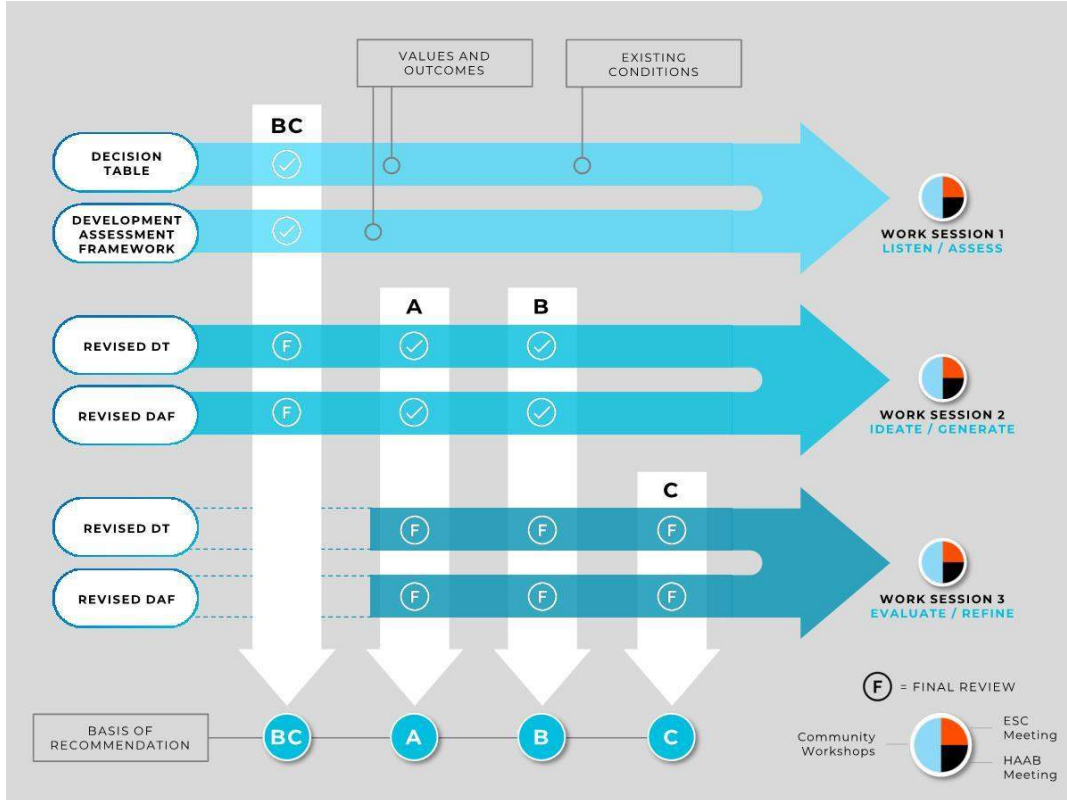 VALUES AND
OUTCOMES
EXISTING
CONDITIONS
BC
DECISION
TABLE
DEVELOPMENT
ASSESSMENT
FRAMEWORK
WORK SESSION 1
LISTEN / ASSESS
A
B
REVISED DT
F
REVISED DAF
F
WORK SESSION 2
IDEATE / GENERATE
C
REVISED DT
F
F
F
REVISED DAF
F
F
F
WORK SESSION 3
EVALUATE / REFINE
F = FINAL REVIEW
BASIS OF
RECOMMENDATION
BC
A
B
C
Community
Workshops
ESC
Meeting
HAAB
Meeting